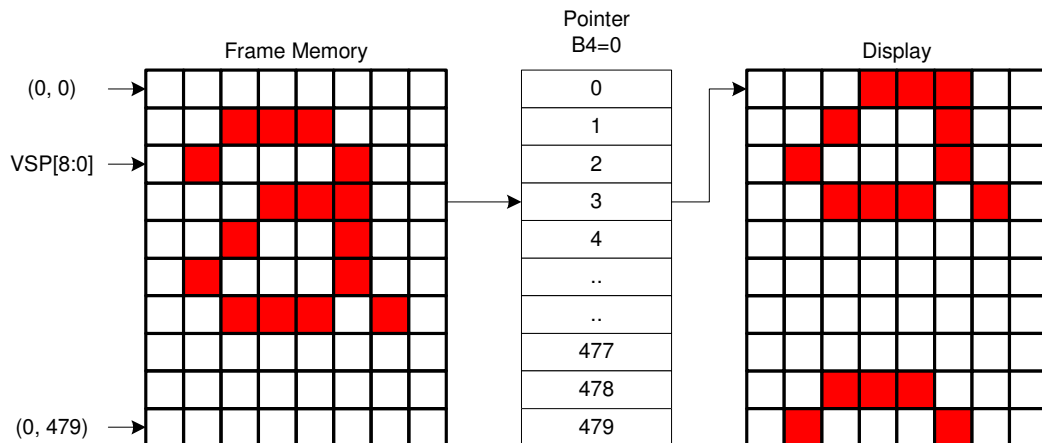 Pointer
B4=0
Frame Memory
Display
(0, 0)
0
1
VSP[8:0]
2
3
4
..
..
477
478
(0, 479)
479